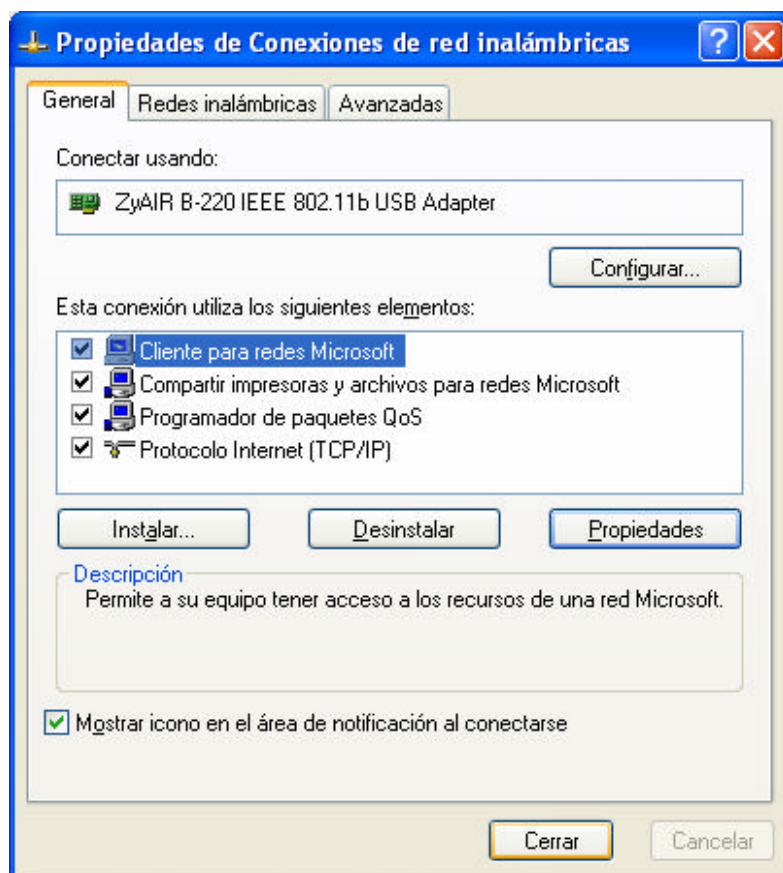 Propiedades de Conexiones de red inalámbricas
General
Redes inalámbricas
Avanzadas
Conectar usando:
ZyAIR B-220 IEEE 802.11b USB Adapter
Configurar...
Esta conexión utiliza los siguientes elementos:
Cliente para redes Microsoft
Compartir impresoras y archivos para redes Microsoft
Programador de paquetes QoS
Protocolo Internet (TCP/IP)
Instalar...
Desinstalar
Propiedades
Descripción
Permite a su equipo tener acceso a los recursos de una red Microsoft.
Mostrar icono en el área de notificación al conectarse
Cerrar
Cancelar